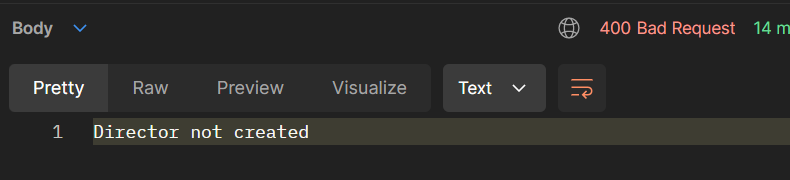 Body 400 Bad Request 14 m
Pretty Raw Preview Visualize Text
1 Director not created